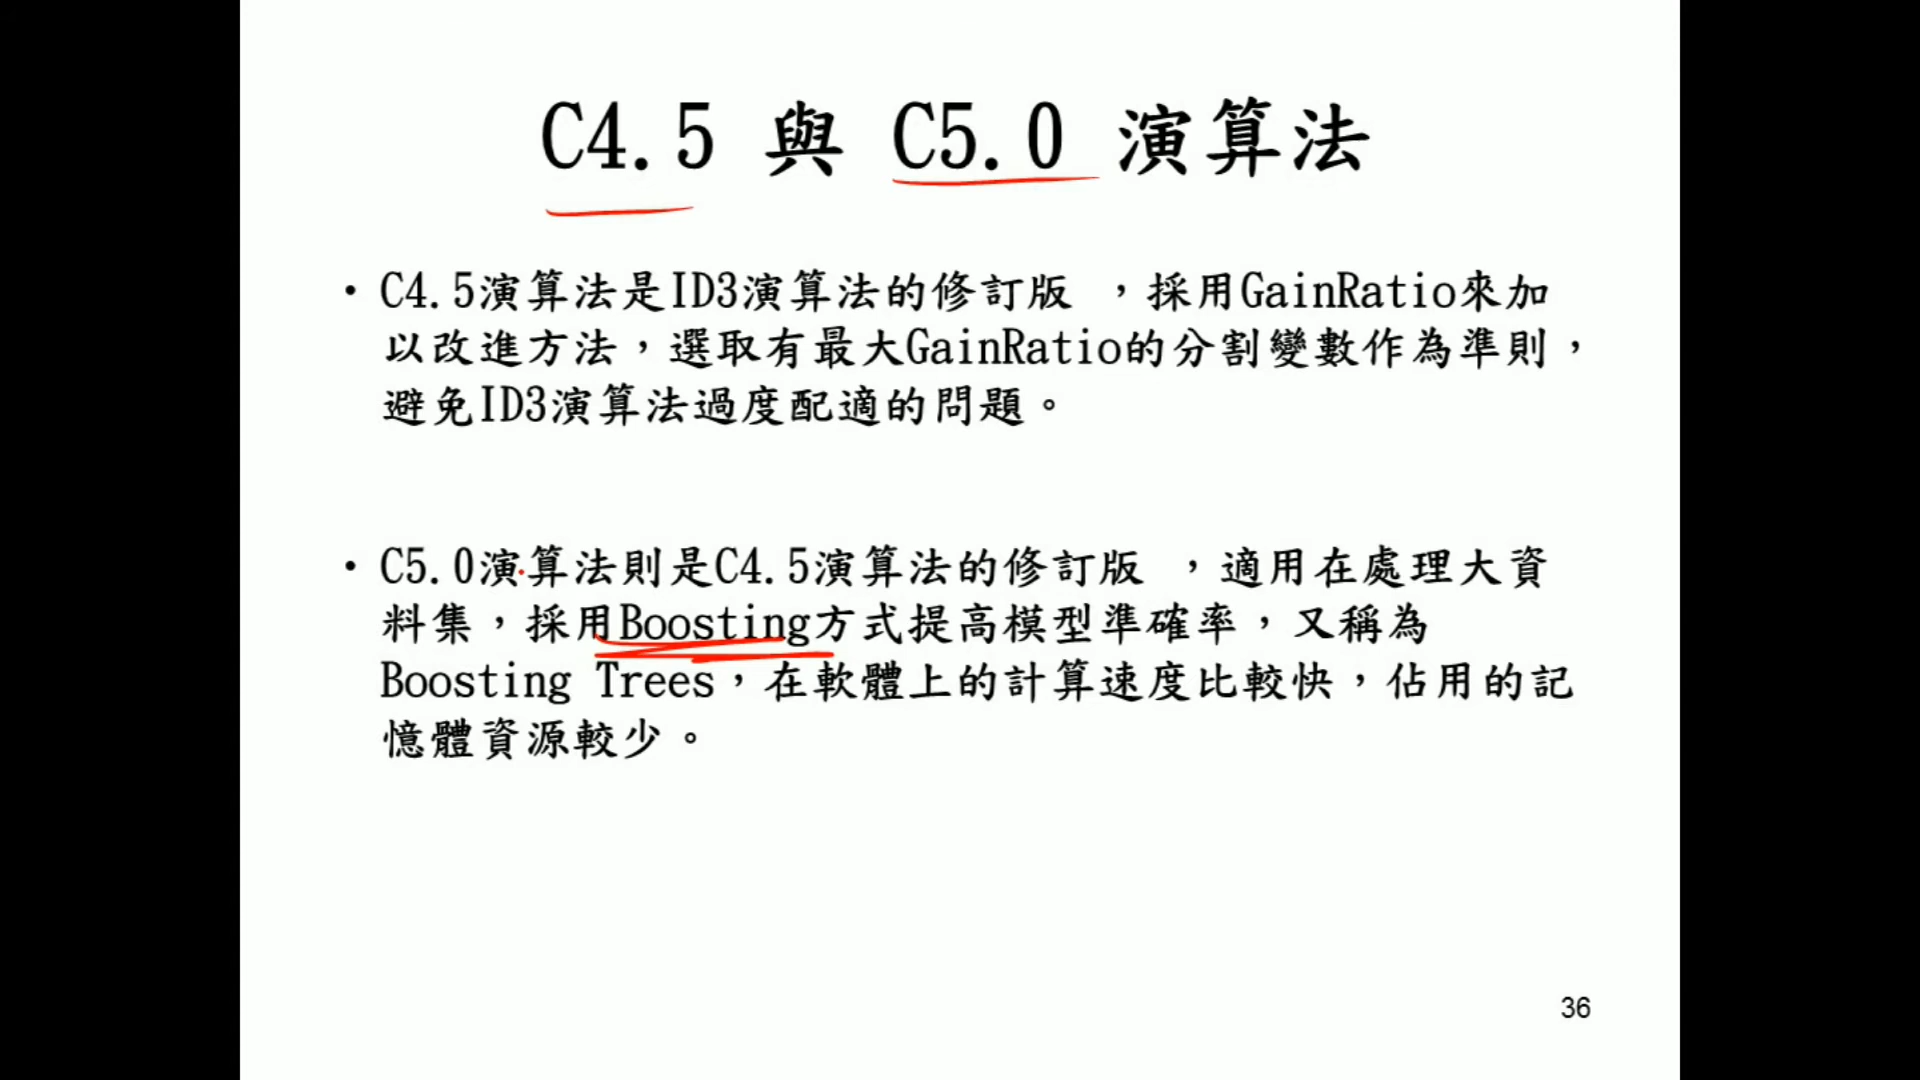 C4.5 與 C5.0 演算法
• C4.5演算法是ID3演算法的修訂版 ，採用GainRatio來加
以改進方法，選取有最大GainRatio的分割變數作為準則，
避免ID3演算法過度配適的問題。
• C5.0演算法則是C4.5演算法的修訂版 ，適用在處理大資
料集，採用Boosting方式提高模型準確率，又稱為
Boosting Trees，在軟體上的計算速度比較快，佔用的記
憶體資源較少。
36